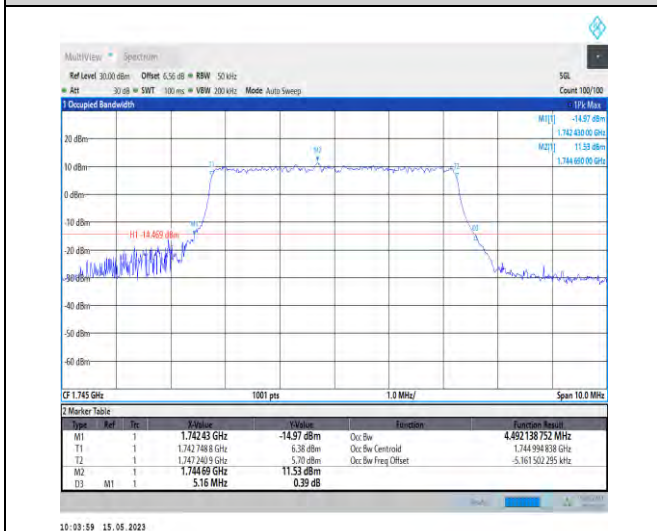 MultiView Spectrum
Ref Level 30.00 dBm Offset 6.56 dB RBW 50 kHz SGL
Att 30 dB SWT 100 ms VBW 200 kHz Mode Auto Sweep Count 100/100
1 Occupied Bandwidth 1Pk Max
M1[1] -14.97 dBm
1.742 430 00 GHz
M2[1] 11.53 dBm
1.744 690 00 GHz
20 dBm
M2
T1 T2
10 dBm
0 dBm
-10 dBm
M1 D3
H1 -14.469 dBm
-20 dBm
-30 dBm
-40 dBm
-50 dBm
-60 dBm
CF 1.745 GHz 1001 pts 1.0 MHz/ Span 10.0 MHz
2 Marker Table
Type Ref Trc X-Value Y-Value Function Function Result
M1 1 1.742 43 GHz -14.97 dBm Occ Bw 4.492 138 752 MHz
T1 1 1.742 748 8 GHz 6.38 dBm Occ Bw Centroid 1.744 994 838 GHz
T2 1 1.747 240 9 GHz 5.70 dBm Occ Bw Freq Offset -5.161 502 295 kHz
M2 1 1.744 69 GHz 11.53 dBm
D3 M1 1 5.16 MHz 0.39 dB
10:03:59 15.05.2023